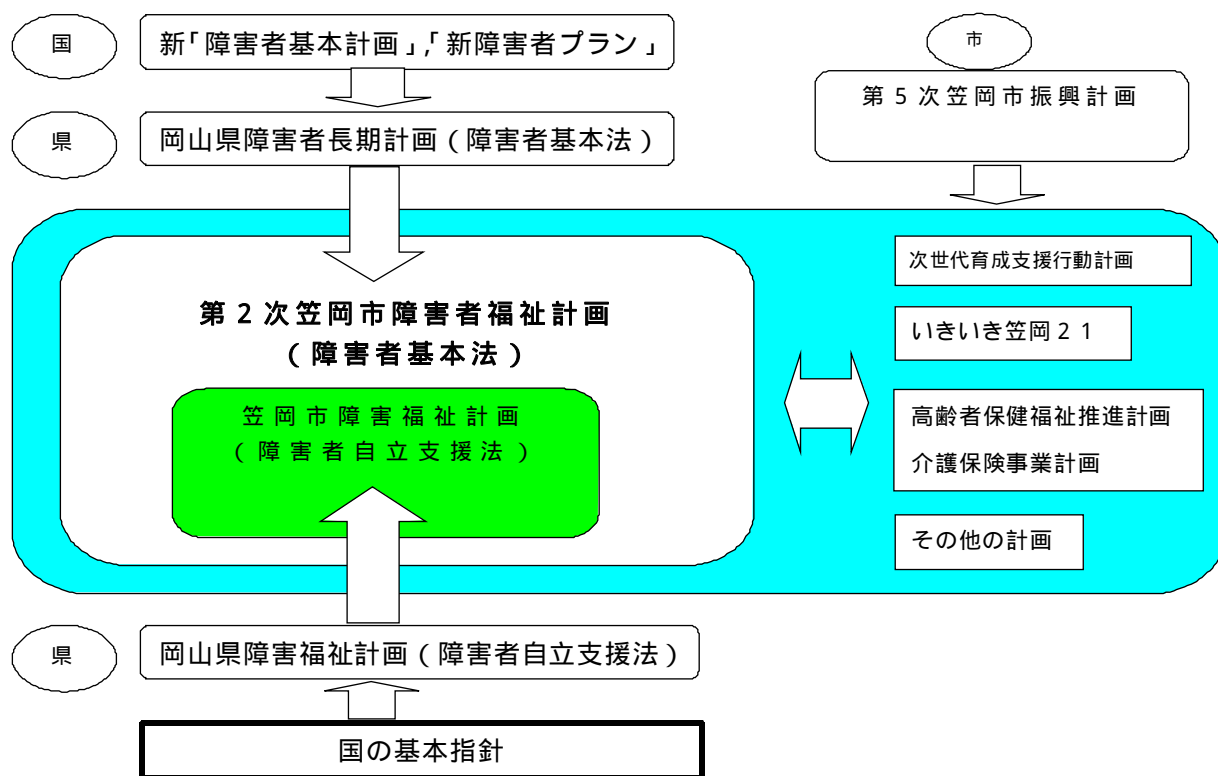 国
新「障害者基本計画」,「新障害者プラン」
市
第5次笠岡市振興計画
県
岡山県障害者長期計画(障害者基本法)
第2次笠岡市障害者福祉計画
(障害者基本法)
笠岡市障害福祉計画
(障害者自立支援法)
次世代育成支援行動計画
いきいき笠岡21
高齢者保健福祉推進計画
介護保険事業計画
その他の計画
県
岡山県障害福祉計画(障害者自立支援法)
国の基本指針